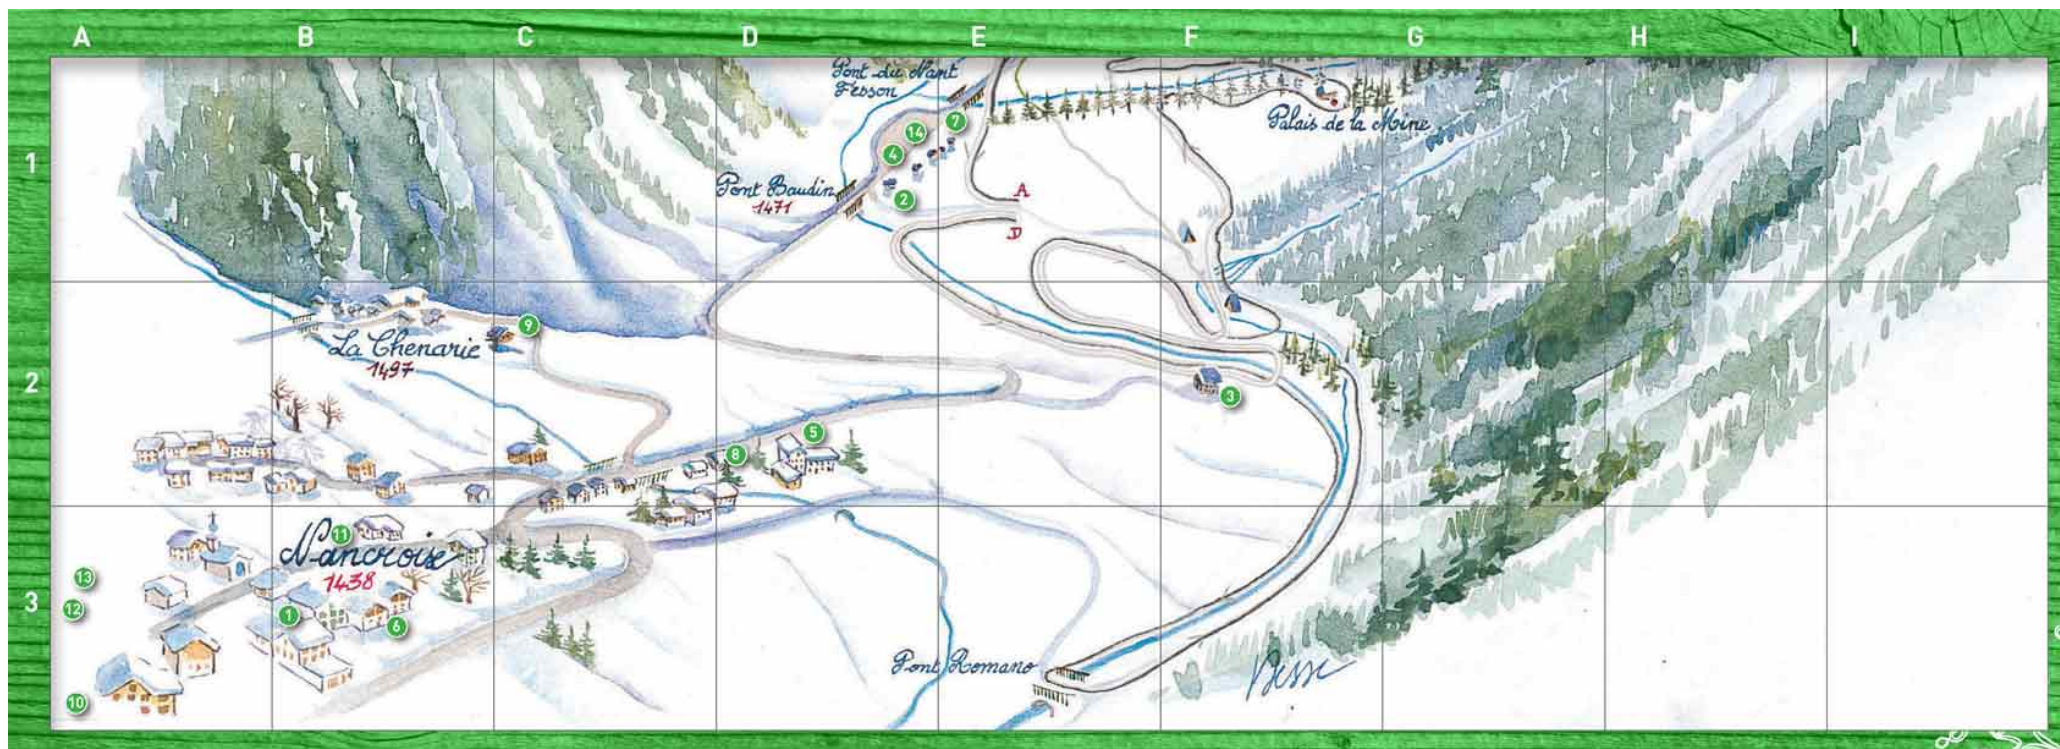 A B C D E F G H I
Pont du Nant
Fesson
7
14
Palais de la Mine
4
1
Pont Baudin
1471
2
A
D
9
La Chenarie
1497
2
3
5
8
11
Nancroix
1438
13
12
3
1
6
Pont Romano
Besse
10